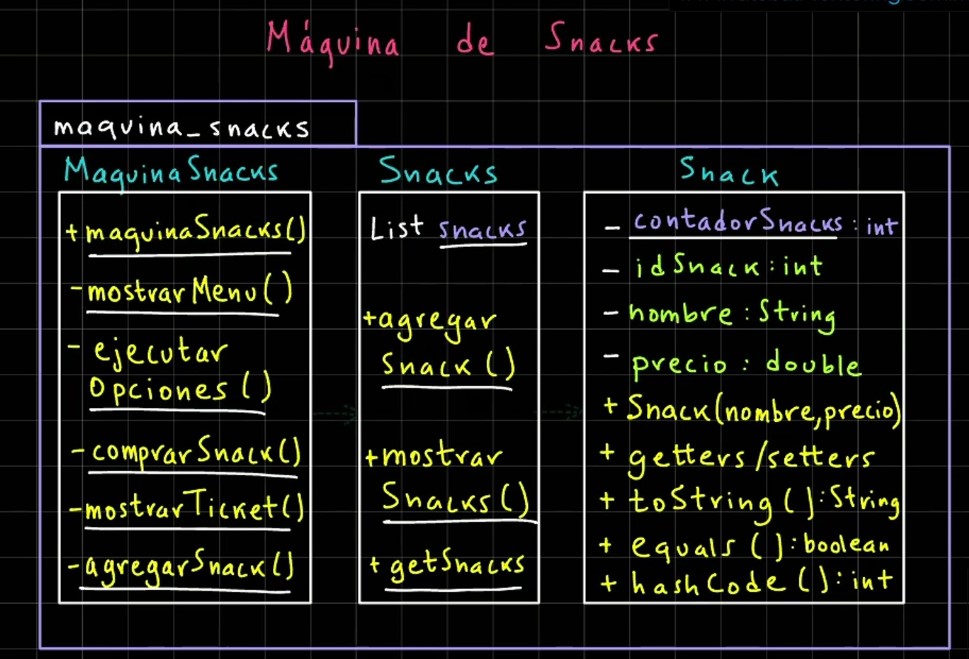 Máquina de Snacks
maquina_snacks
MaquinaSnacks
+ maquinaSnacks()
- mostrarMenu()
- ejecutar
Opciones()
- comprarSnack()
- mostrarTicket()
- agregarSnack()
Snacks
List snacks
+ agregar
Snack()
+ mostrar
Snacks()
+ getSnacks
Snack
- contadorSnacks : int
- idSnack : int
- nombre : String
- precio : double
+ Snack(nombre,precio)
+ getters/setters
+ toString() : String
+ equals() : boolean
+ hashCode() : int